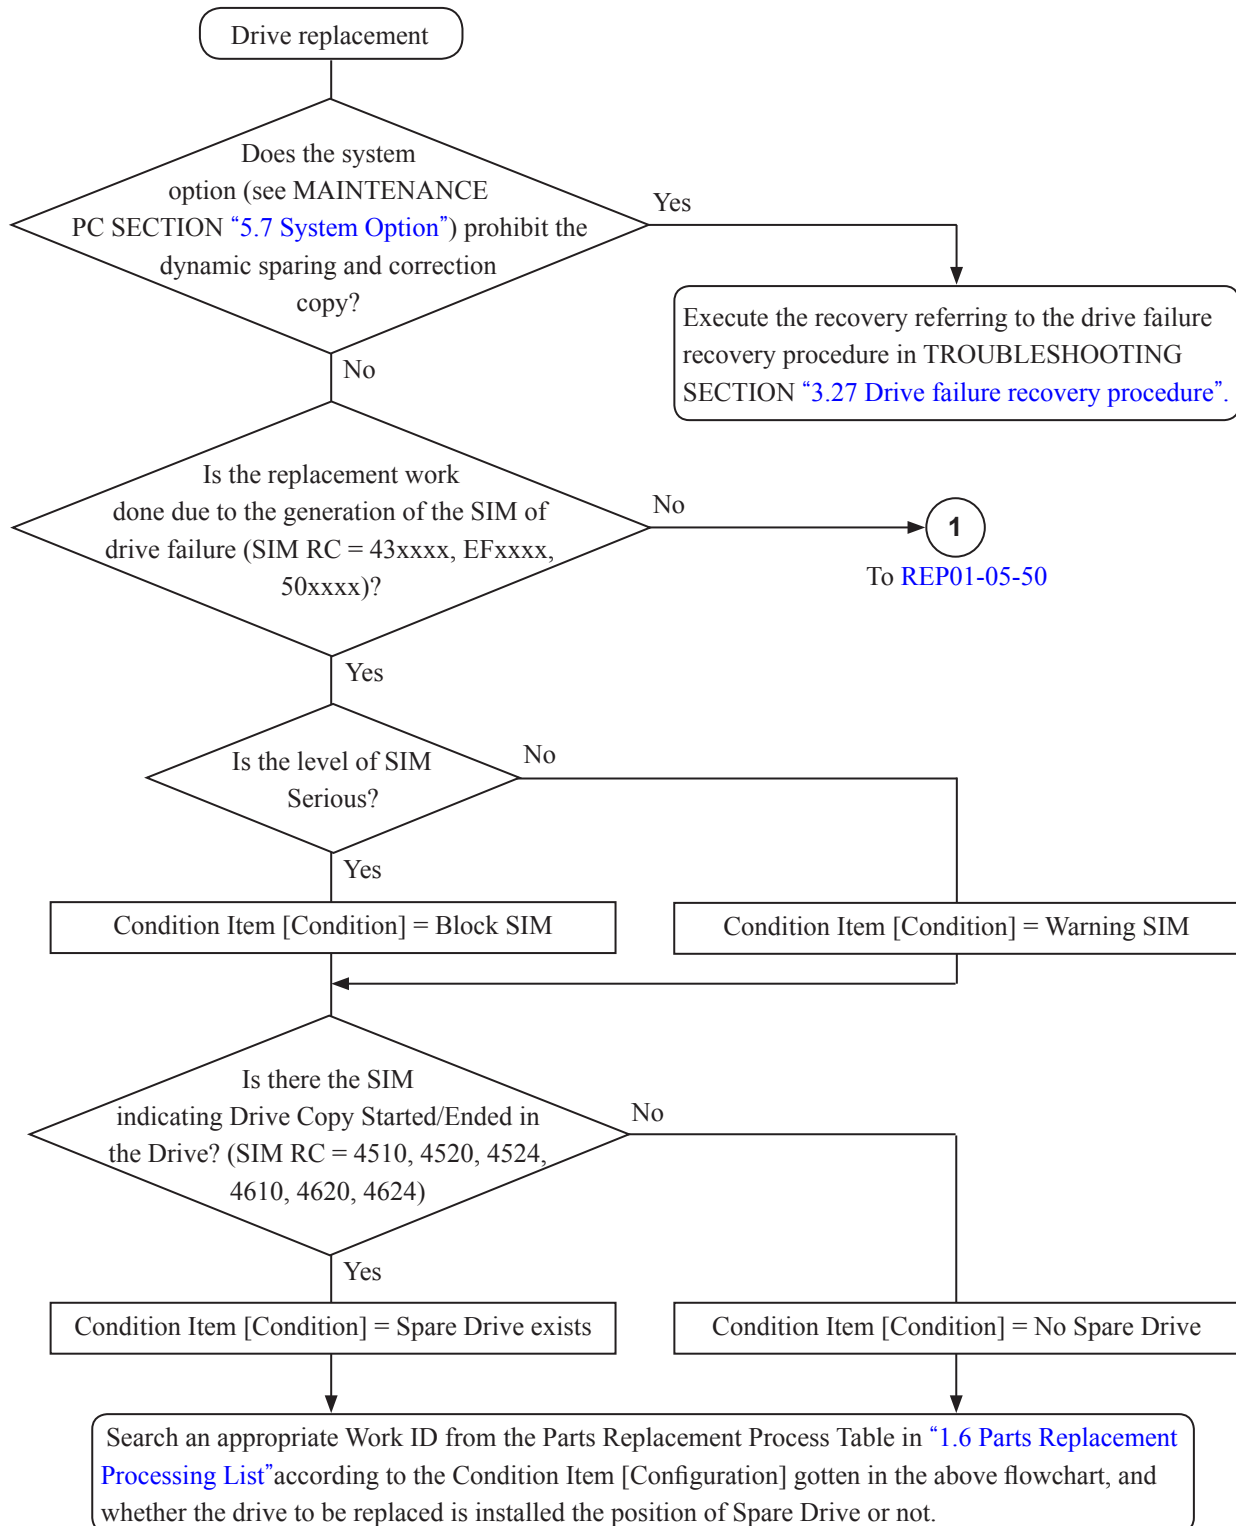 Drive replacement
Does the system
option (see MAINTENANCE
PC SECTION “5.7 System Option”) prohibit the
dynamic sparing and correction
copy?
Yes
Execute the recovery referring to the drive failure
recovery procedure in TROUBLESHOOTING
SECTION “3.27 Drive failure recovery procedure”.
No
Is the replacement work
done due to the generation of the SIM of
drive failure (SIM RC = 43xxxx, EFxxxx,
50xxxx)?
No
1
To REP01-05-50
Yes
Is the level of SIM
Serious?
No
Yes
Condition Item [Condition] = Block SIM
Condition Item [Condition] = Warning SIM
Is there the SIM
indicating Drive Copy Started/Ended in
the Drive? (SIM RC = 4510, 4520, 4524,
4610, 4620, 4624)
No
Yes
Condition Item [Condition] = Spare Drive exists
Condition Item [Condition] = No Spare Drive
Search an appropriate Work ID from the Parts Replacement Process Table in “1.6 Parts Replacement
Processing List”according to the Condition Item [Configuration] gotten in the above flowchart, and
whether the drive to be replaced is installed the position of Spare Drive or not.